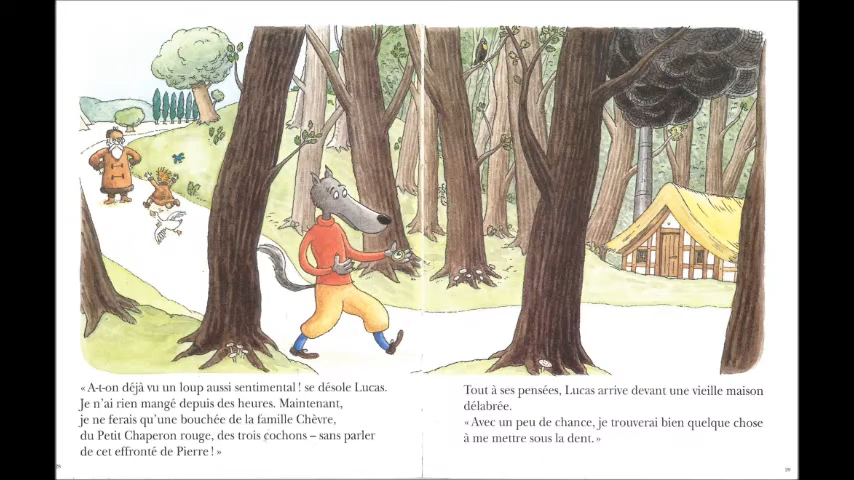 « A-t-on déjà vu un loup aussi sentimental ! se désole Lucas.
Je n'ai rien mangé depuis des heures. Maintenant,
je ne ferais qu'une bouchée de la famille Chèvre,
du Petit Chaperon rouge, des trois cochons – sans parler
de cet effronté de Pierre ! »
Tout à ses pensées, Lucas arrive devant une vieille maison
délabrée.
« Avec un peu de chance, je trouverai bien quelque chose
à me mettre sous la dent. »